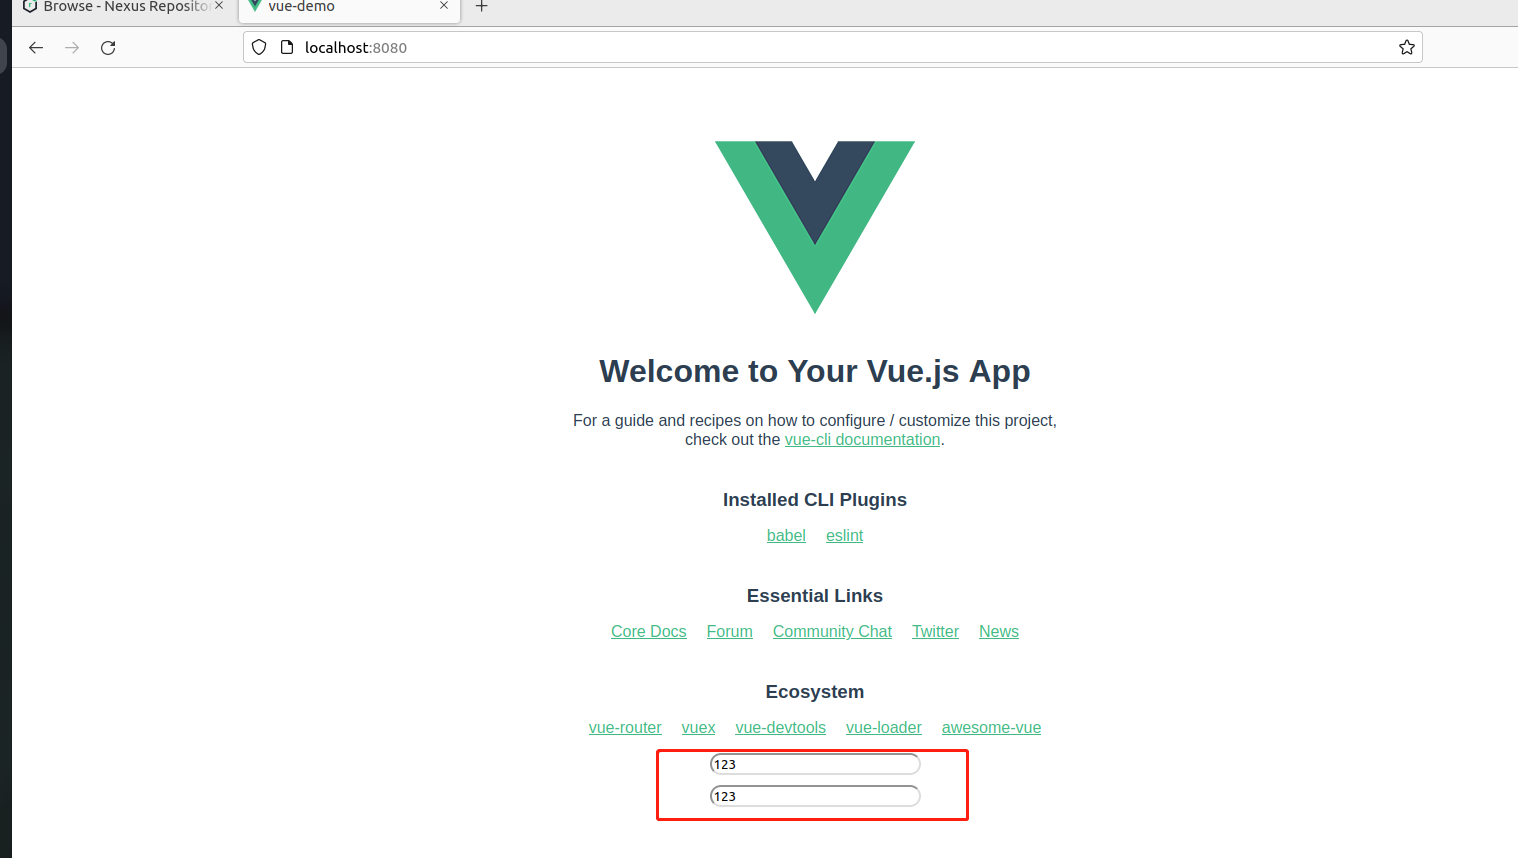 Browse - Nexus Reposito
vue-demo
localhost:8080
Welcome to Your Vue.js App
For a guide and recipes on how to configure / customize this project,
check out the vue-cli documentation.
Installed CLI Plugins
babel eslint
Essential Links
Core Docs Forum Community Chat Twitter News
Ecosystem
vue-router vuex vue-devtools vue-loader awesome-vue
123
123